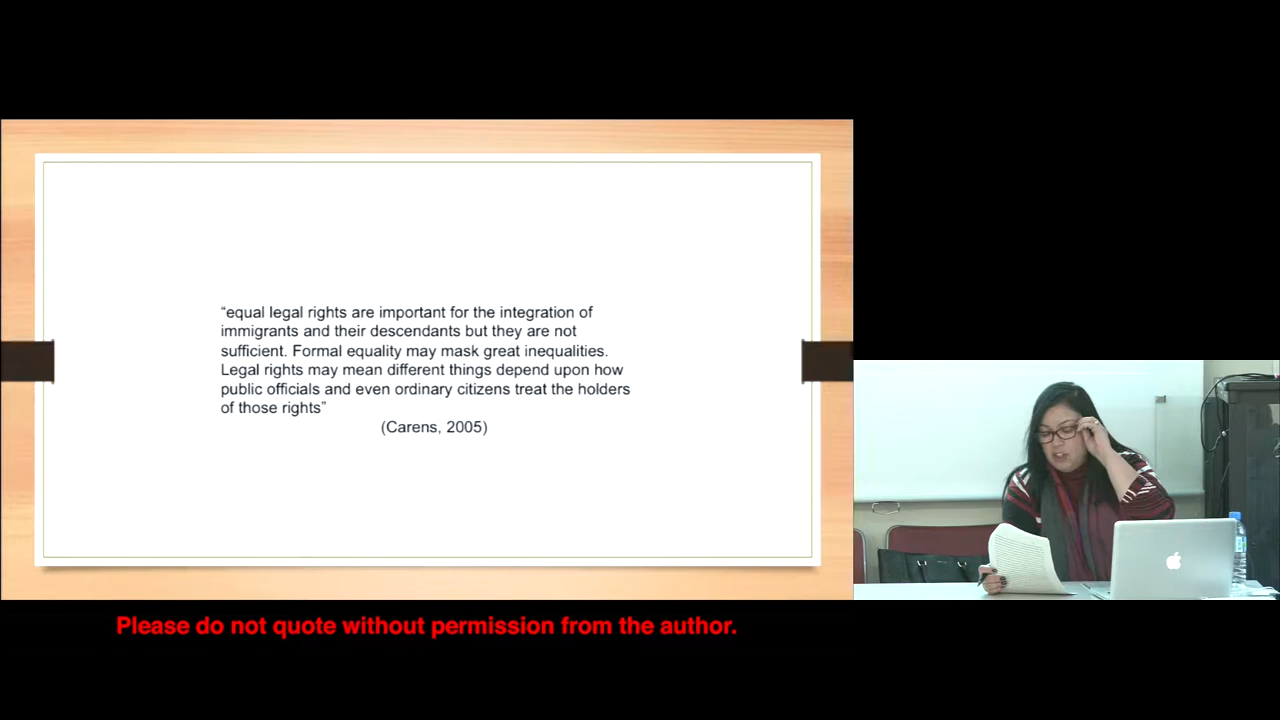 “equal legal rights are important for the integration of
immigrants and their descendants but they are not
sufficient. Formal equality may mask great inequalities.
Legal rights may mean different things depend upon how
public officials and even ordinary citizens treat the holders
of those rights”
(Carens, 2005)
Please do not quote without permission from the author.